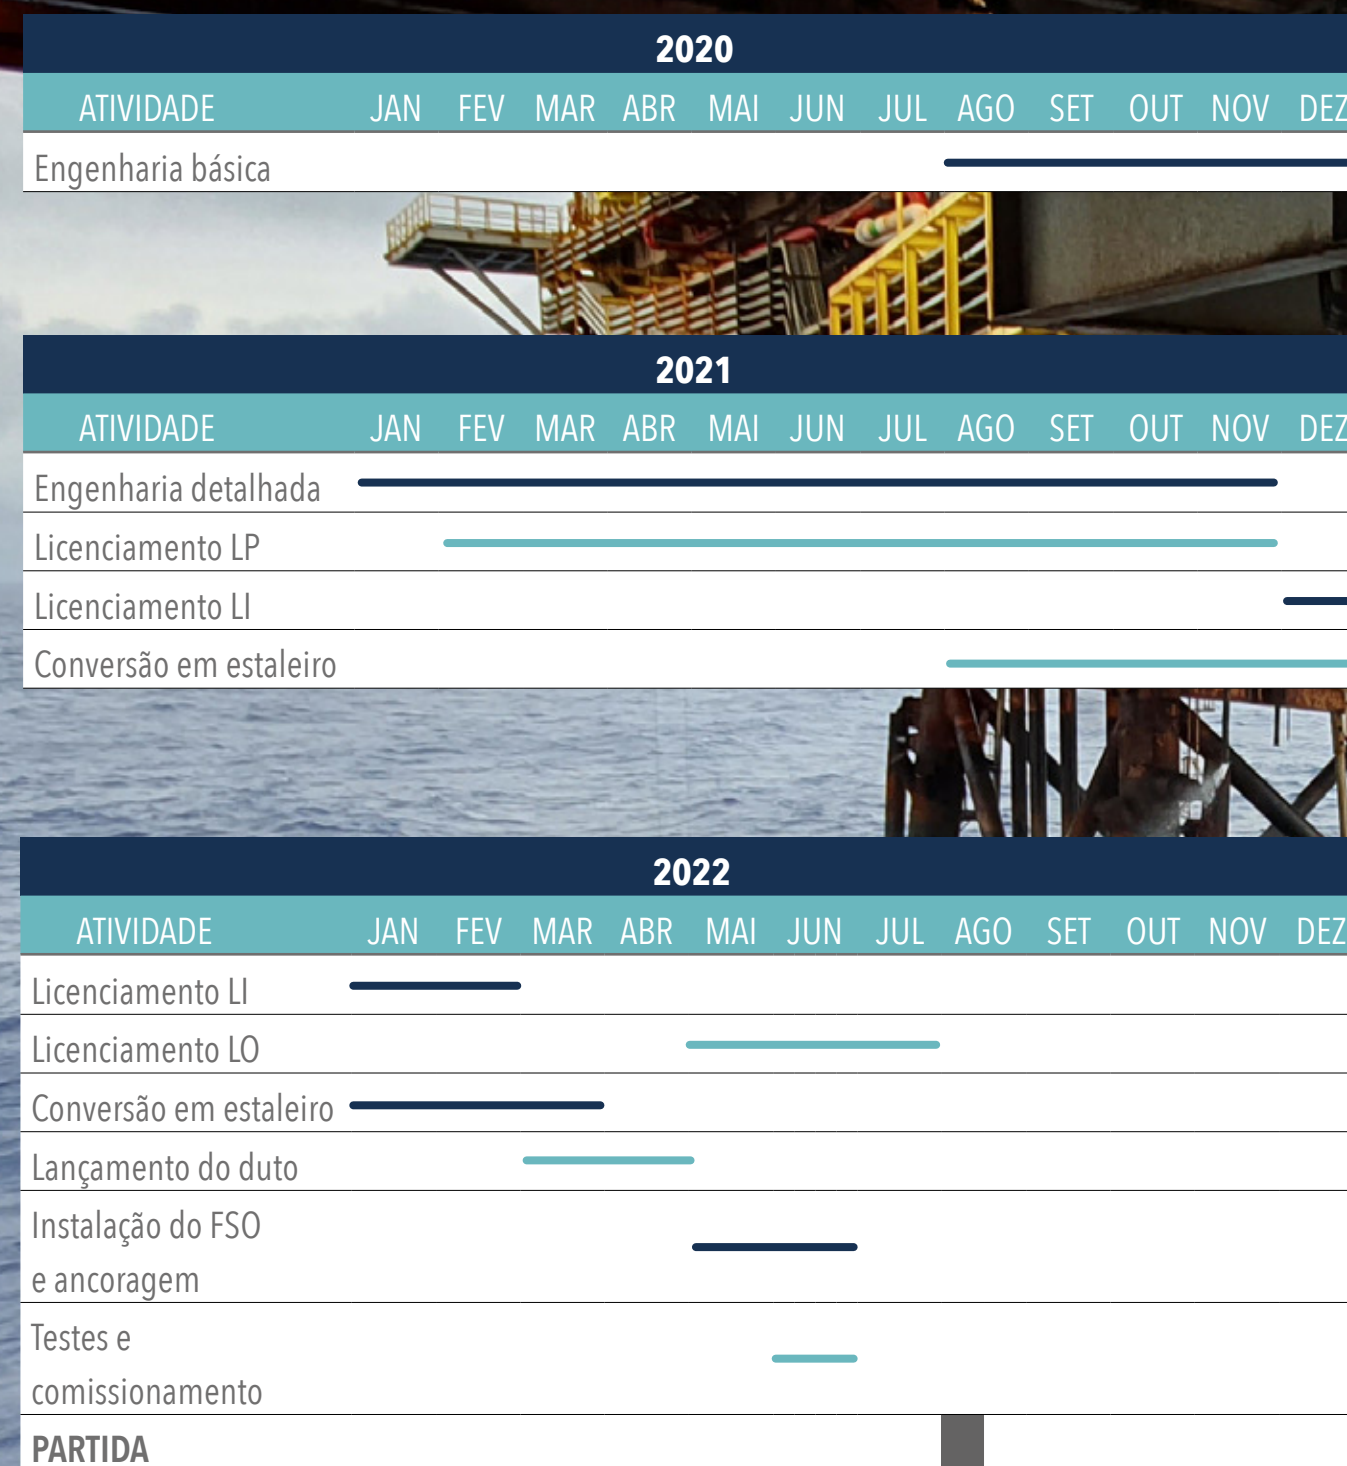 2020
ATIVIDADE JAN FEV MAR ABR MAI JUN JUL AGO SET OUT NOV DEZ
Engenharia básica
2021
ATIVIDADE JAN FEV MAR ABR MAI JUN JUL AGO SET OUT NOV DEZ
Engenharia detalhada
Licenciamento LP
Licenciamento LI
Conversão em estaleiro
2022
ATIVIDADE JAN FEV MAR ABR MAI JUN JUL AGO SET OUT NOV DEZ
Licenciamento LI
Licenciamento LO
Conversão em estaleiro
Lançamento do duto
Instalação do FSO
e ancoragem
Testes e
comissionamento
PARTIDA